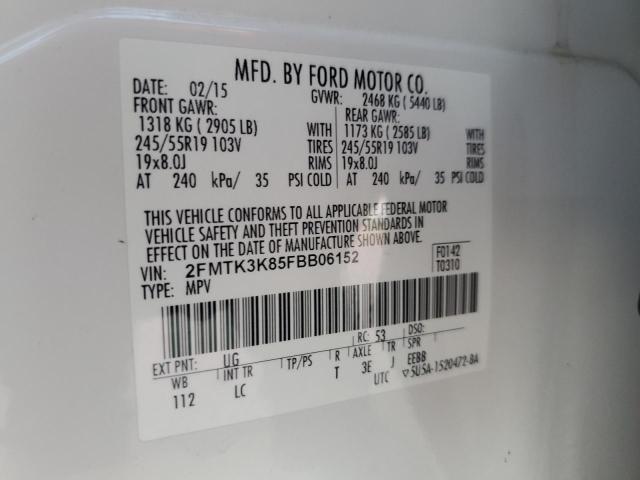 MFD. BY FORD MOTOR CO.
DATE: 02/15 GVWR: 2468 KG ( 5440 LB)
FRONT GAWR: REAR GAWR:
1318 KG ( 2905 LB) WITH 1173 KG ( 2585 LB) WITH
245/55R19 103V TIRES 245/55R19 103V TIRES
19x8.0J RIMS 19x8.0J RIMS
AT 240 kPa/ 35 PSI COLD AT 240 kPa/ 35 PSI COLD
THIS VEHICLE CONFORMS TO ALL APPLICABLE FEDERAL MOTOR
VEHICLE SAFETY AND THEFT PREVENTION STANDARDS IN
EFFECT ON THE DATE OF MANUFACTURE SHOWN ABOVE.
VIN: 2FMTK3K85FBB06152 F0142
TYPE: MPV T0310
EXT PNT: UG RC: 53 DSO:
WB INT TR TP/PS R AXLE TR SPR
112 LC T 3E J EEBB
UTC ▽5U5A-1520472-BA